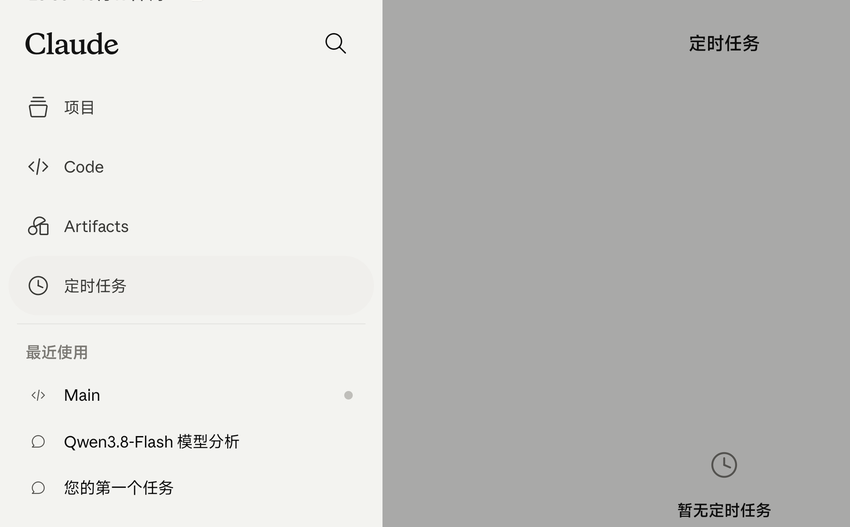 Claude
定时任务
项目
Code
Artifacts
定时任务
最近使用
Main
Qwen3.8-Flash 模型分析
您的第一个任务
暂无定时任务